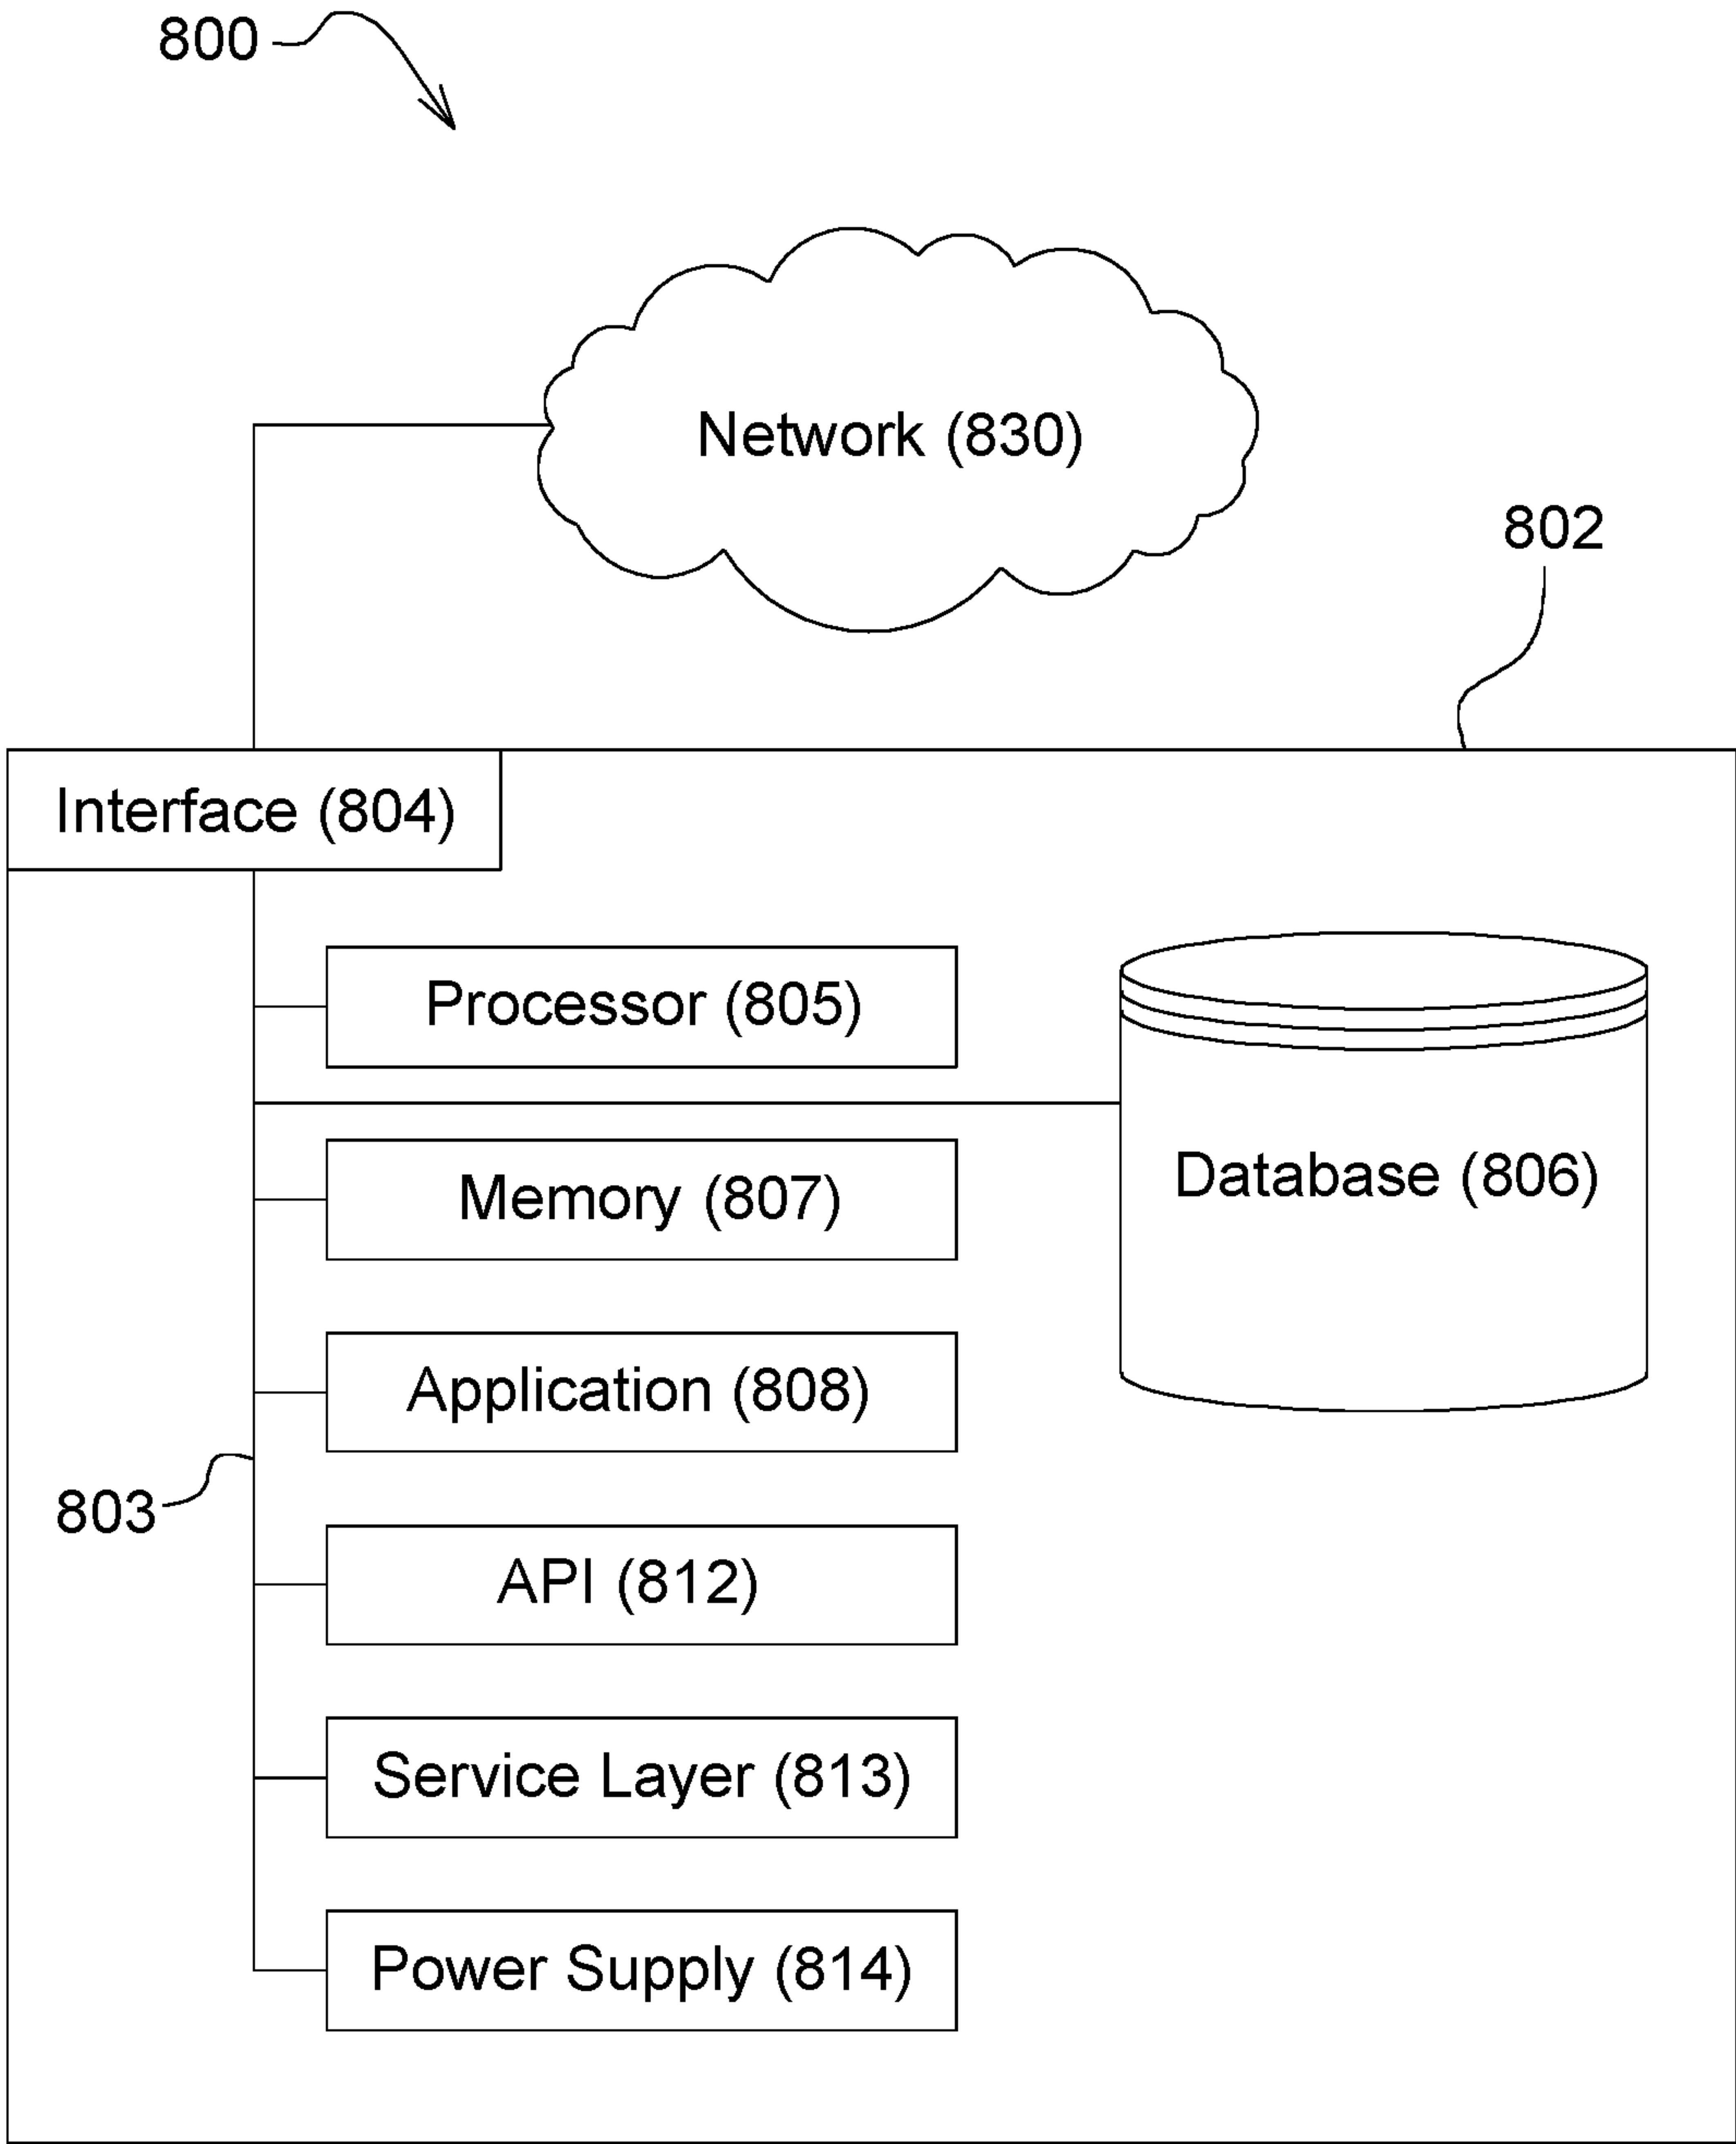 800
Network (830)
802
Interface (804)
Processor (805)
Database (806)
Memory (807)
Application (808)
803
API (812)
Service Layer (813)
Power Supply (814)